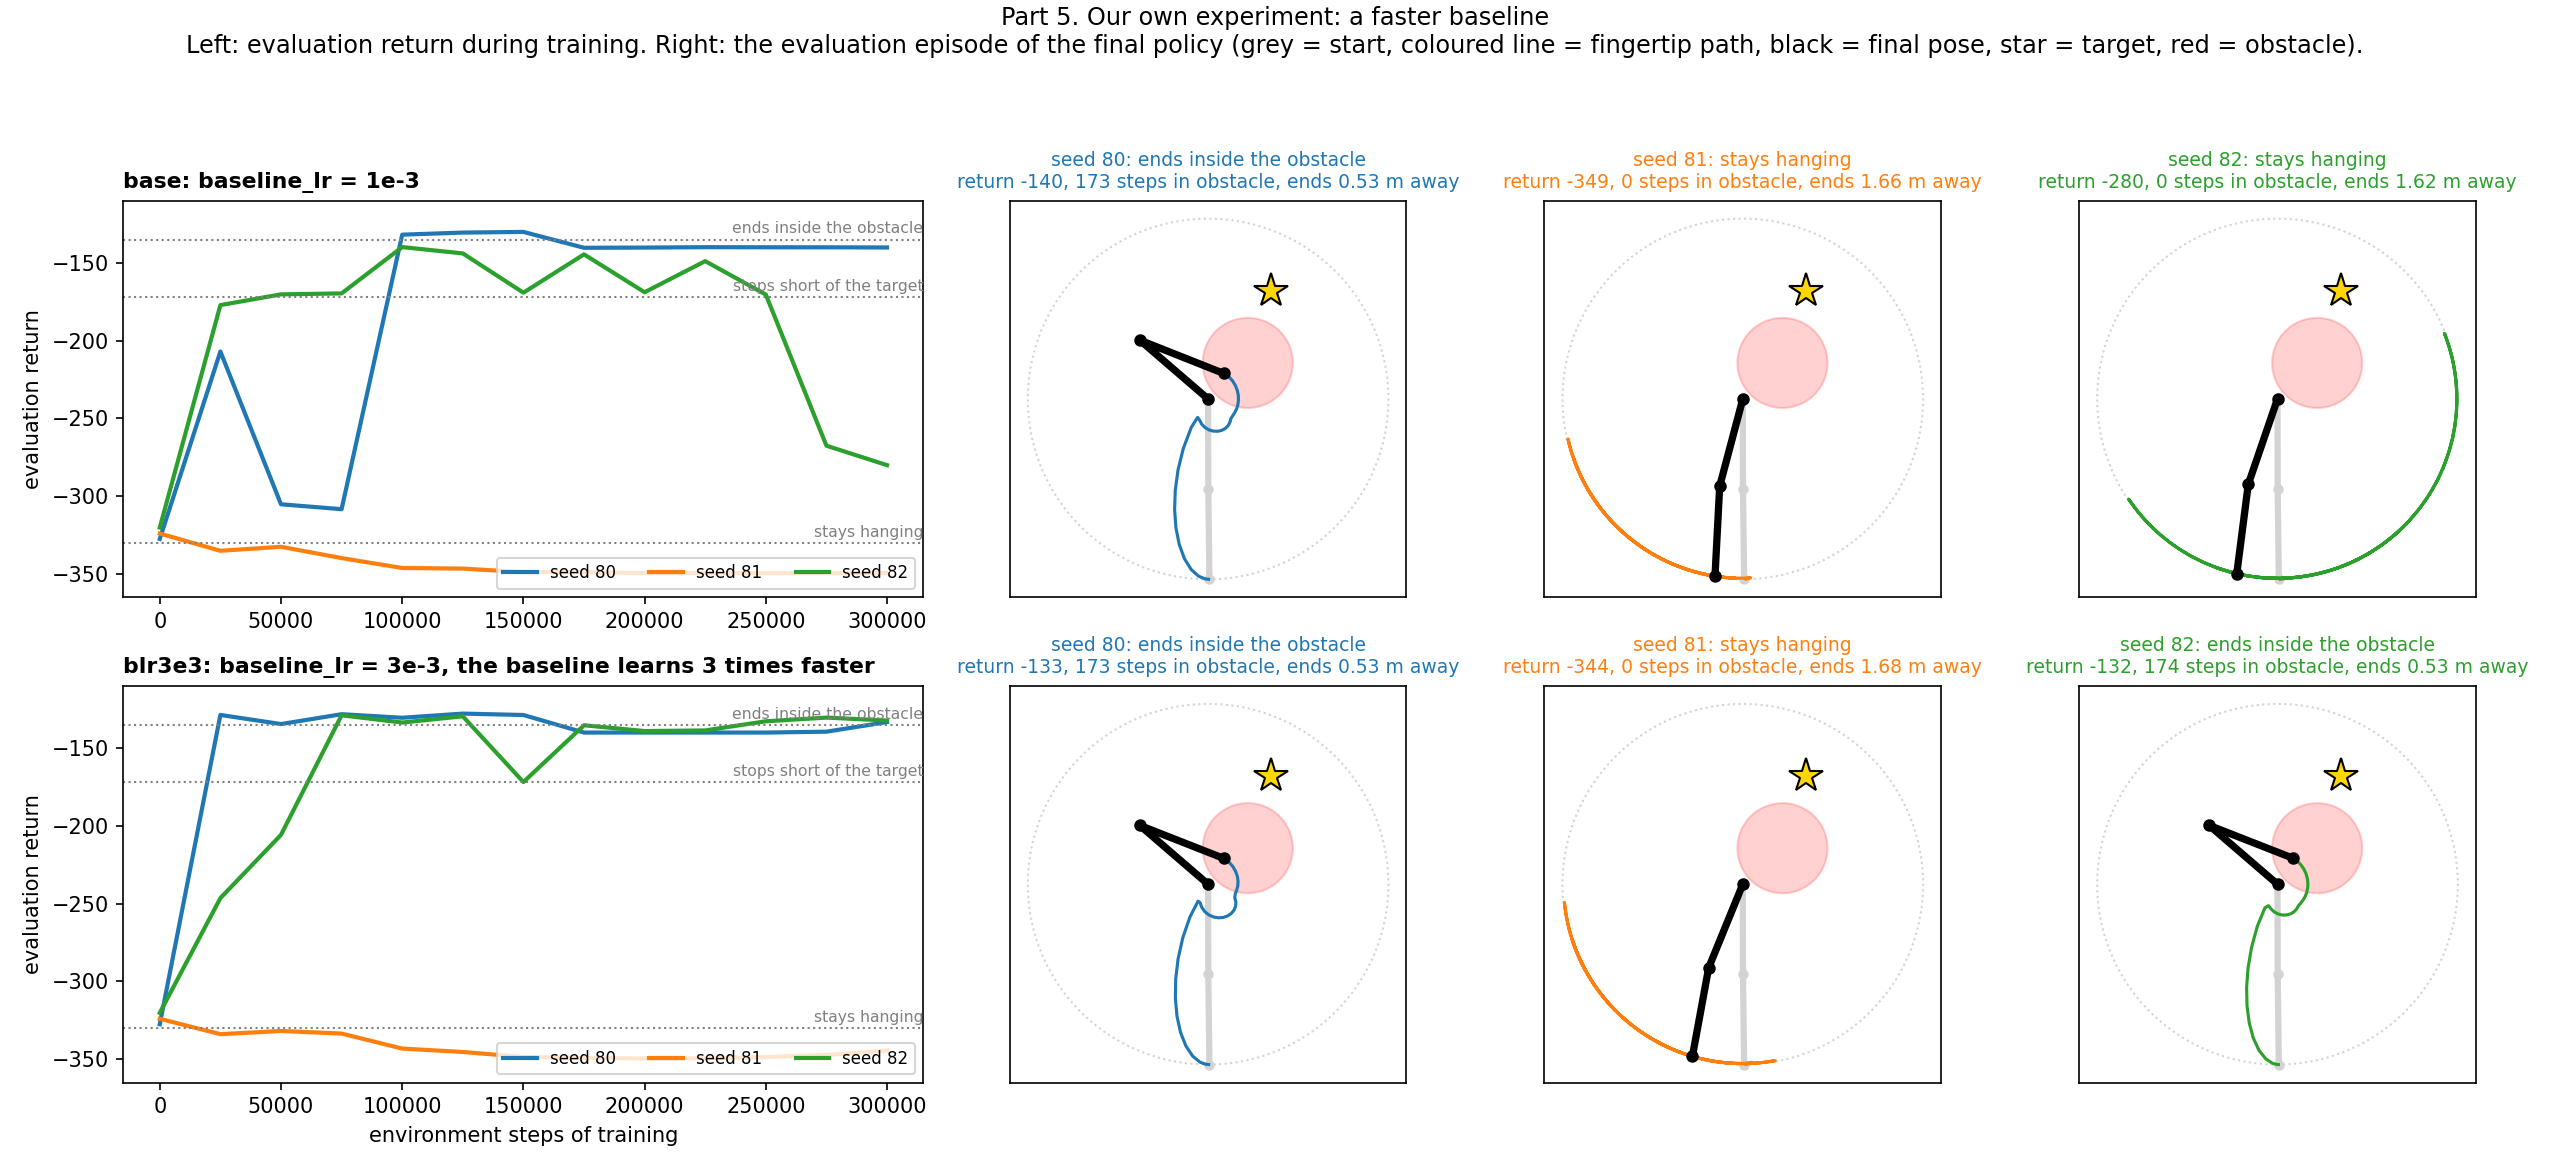 Part 5. Our own experiment: a faster baseline
Left: evaluation return during training. Right: the evaluation episode of the final policy (grey = start, coloured line = fingertip path, black = final pose, star = target, red = obstacle).
base: baseline_lr = 1e-3
evaluation return
−150
−200
−250
−300
−350
ends inside the obstacle
stops short of the target
stays hanging
seed 80
seed 81
seed 82
0
50000
100000
150000
200000
250000
300000
seed 80: ends inside the obstacle
return -140, 173 steps in obstacle, ends 0.53 m away
seed 81: stays hanging
return -349, 0 steps in obstacle, ends 1.66 m away
seed 82: stays hanging
return -280, 0 steps in obstacle, ends 1.62 m away
blr3e3: baseline_lr = 3e-3, the baseline learns 3 times faster
evaluation return
−150
−200
−250
−300
−350
ends inside the obstacle
stops short of the target
stays hanging
seed 80
seed 81
seed 82
0
50000
100000
150000
200000
250000
300000
environment steps of training
seed 80: ends inside the obstacle
return -133, 173 steps in obstacle, ends 0.53 m away
seed 81: stays hanging
return -344, 0 steps in obstacle, ends 1.68 m away
seed 82: ends inside the obstacle
return -132, 174 steps in obstacle, ends 0.53 m away